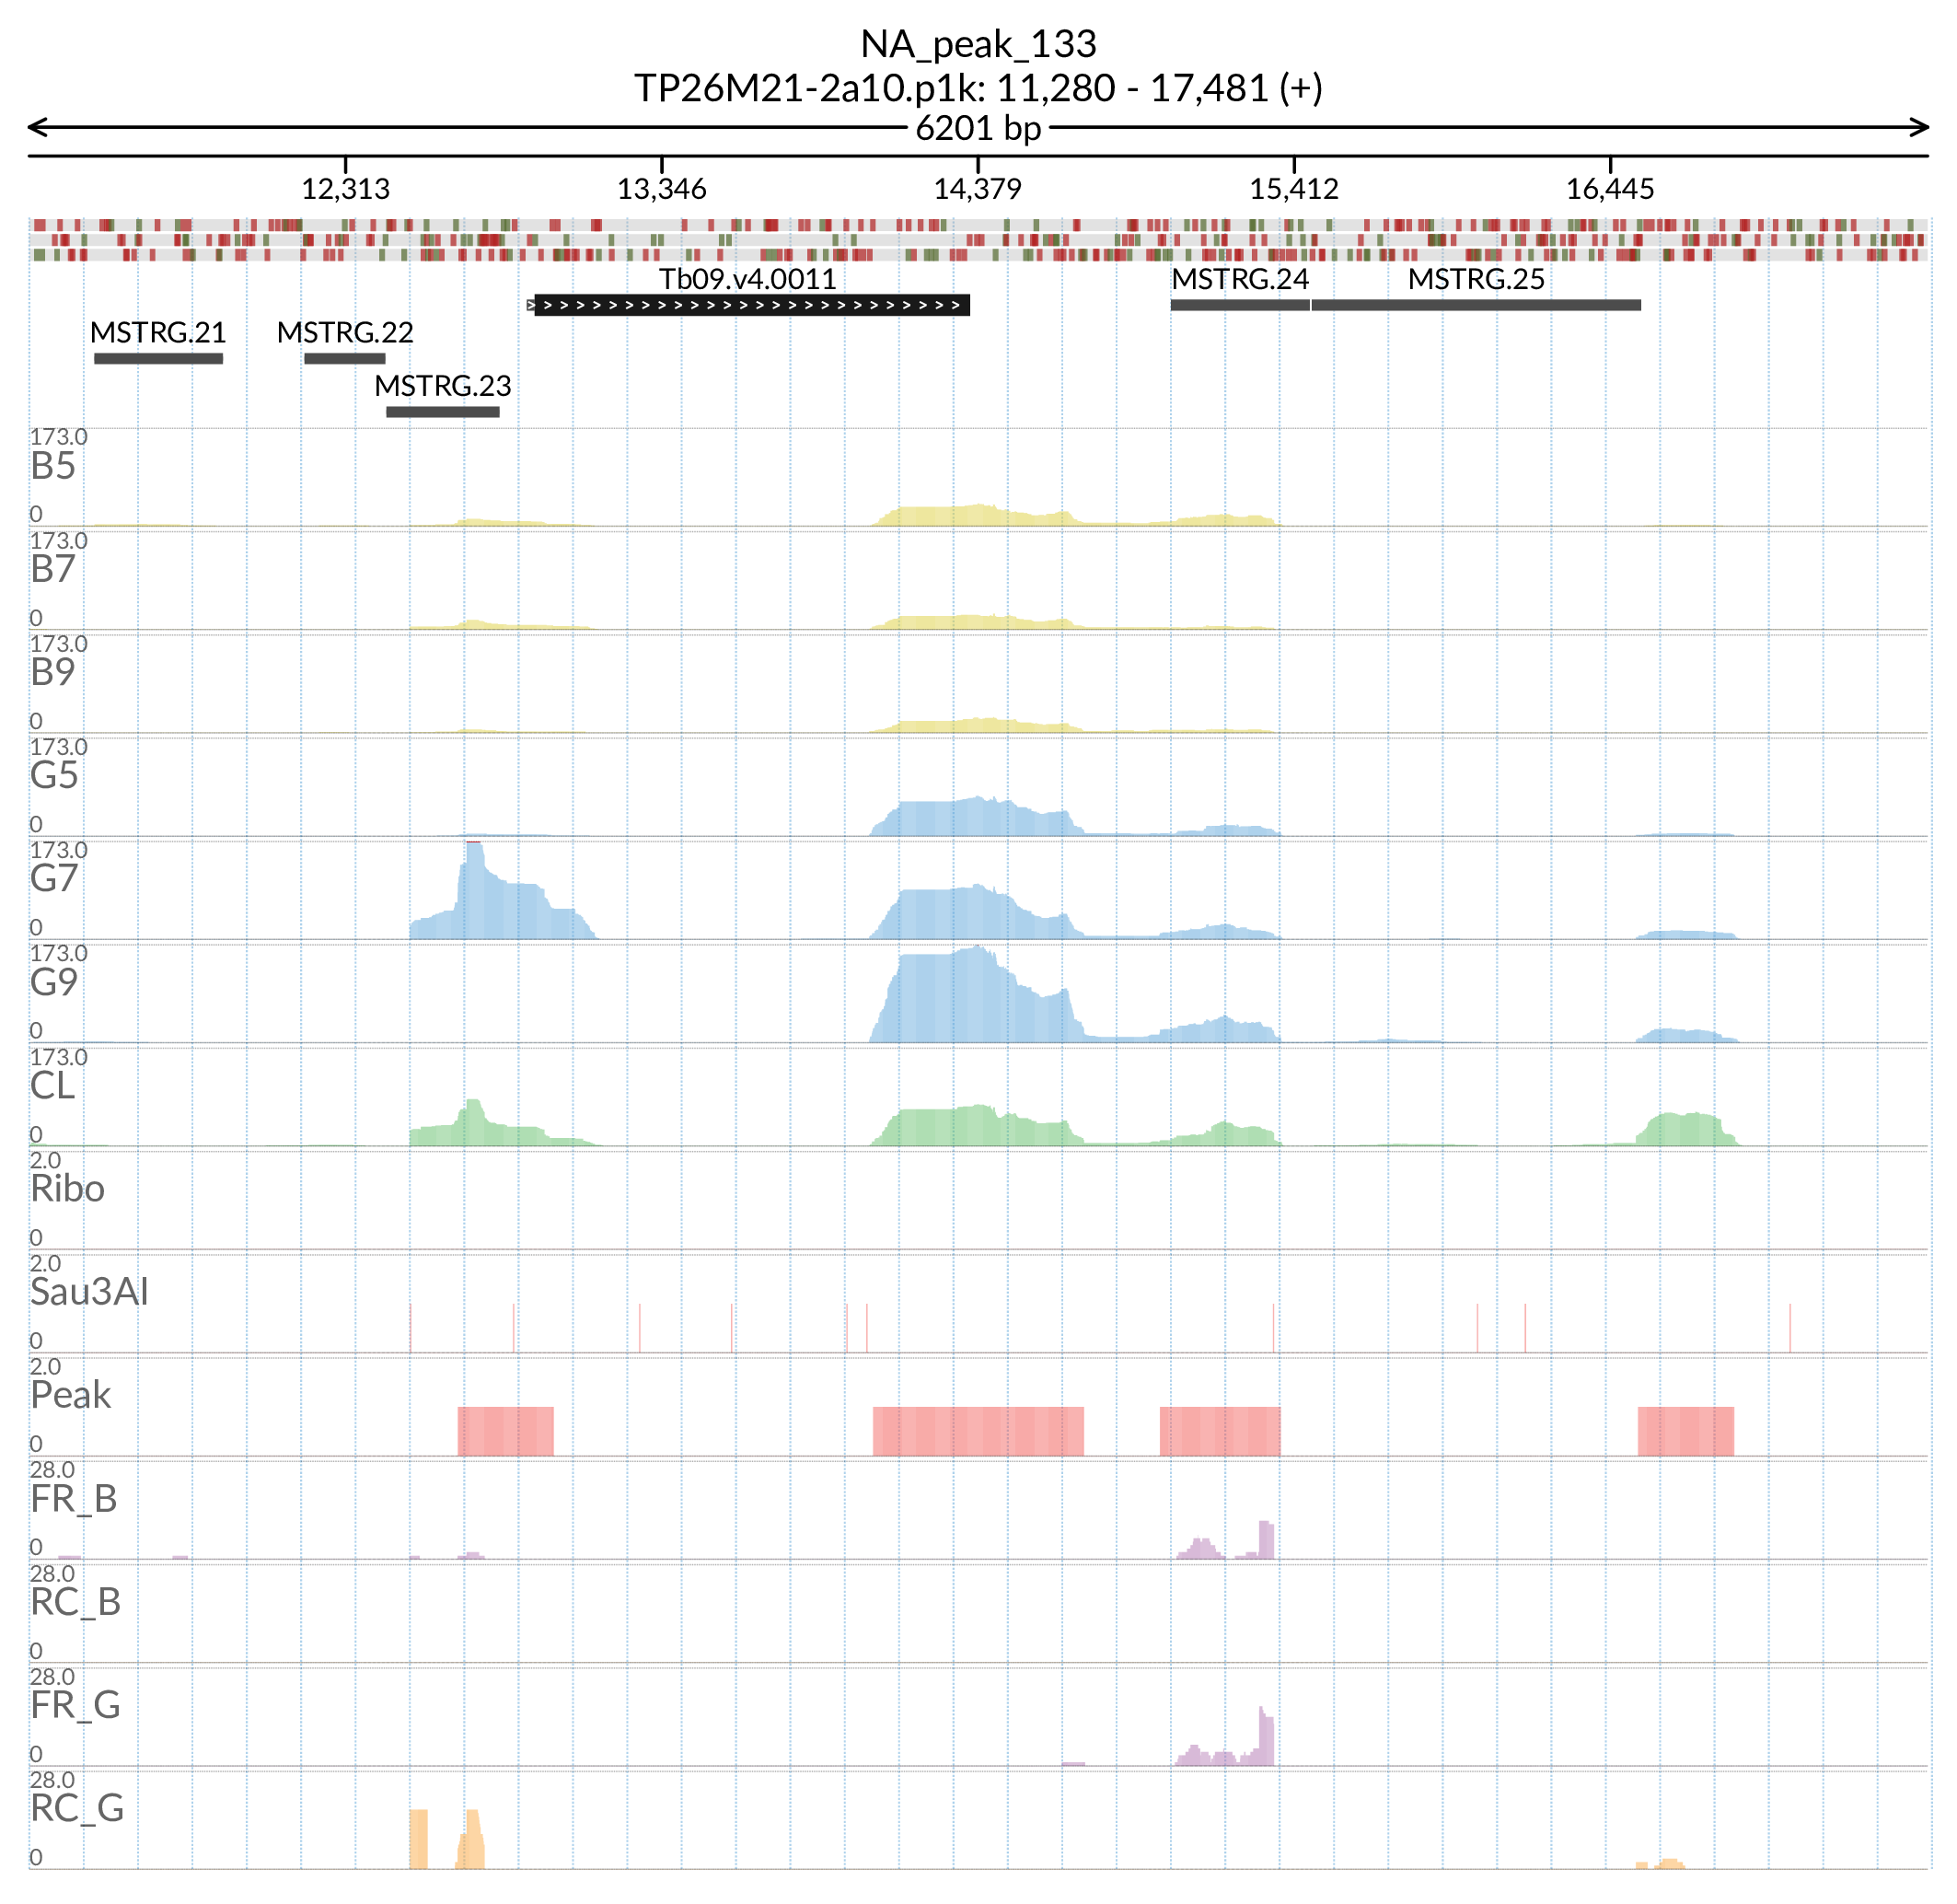 NA_peak_133
TP26M21-2a10.p1k: 11,280 - 17,481 (+)
6201 bp
12,313 13,346 14,379 15,412 16,445
Tb09.v4.0011 MSTRG.24 MSTRG.25
MSTRG.21 MSTRG.22
MSTRG.23
173.0
B5
0
173.0
B7
0
173.0
B9
0
173.0
G5
0
173.0
G7
0
173.0
G9
0
173.0
CL
0
2.0
Ribo
0
2.0
Sau3AI
0
2.0
Peak
0
28.0
FR_B
0
28.0
RC_B
0
28.0
FR_G
0
28.0
RC_G
0